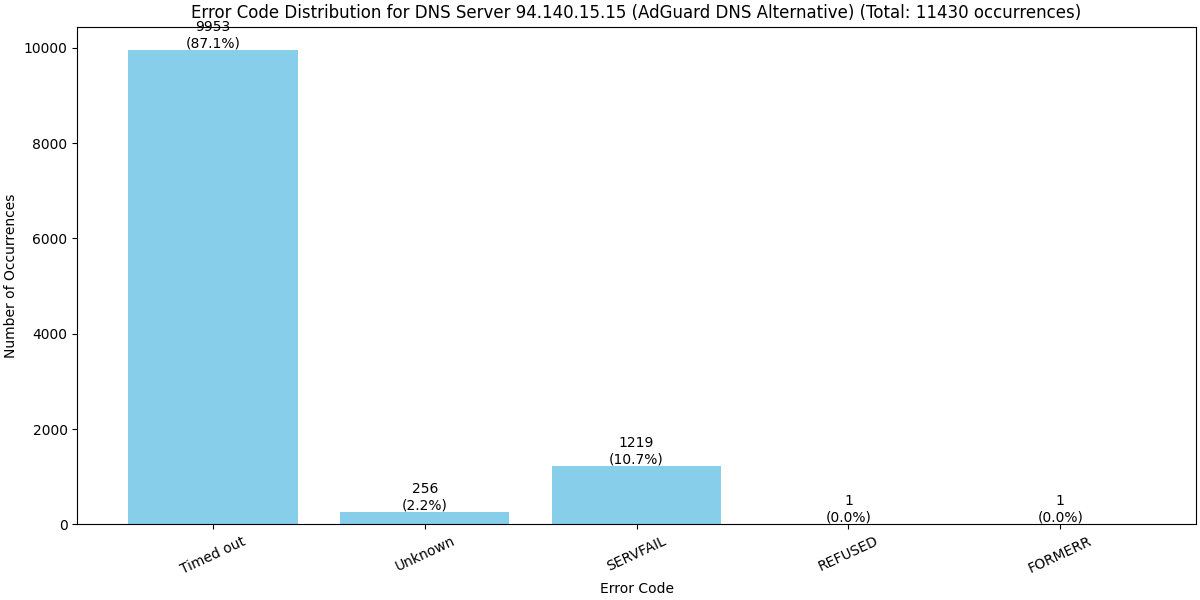 Error Code Distribution for DNS Server 94.140.15.15 (AdGuard DNS Alternative) (Total: 11430 occurrences)
Number of Occurrences
10000
8000
6000
4000
2000
0
9953
(87.1%)
256
(2.2%)
1219
(10.7%)
1
(0.0%)
1
(0.0%)
Timed out
Unknown
SERVFAIL
REFUSED
FORMERR
Error Code